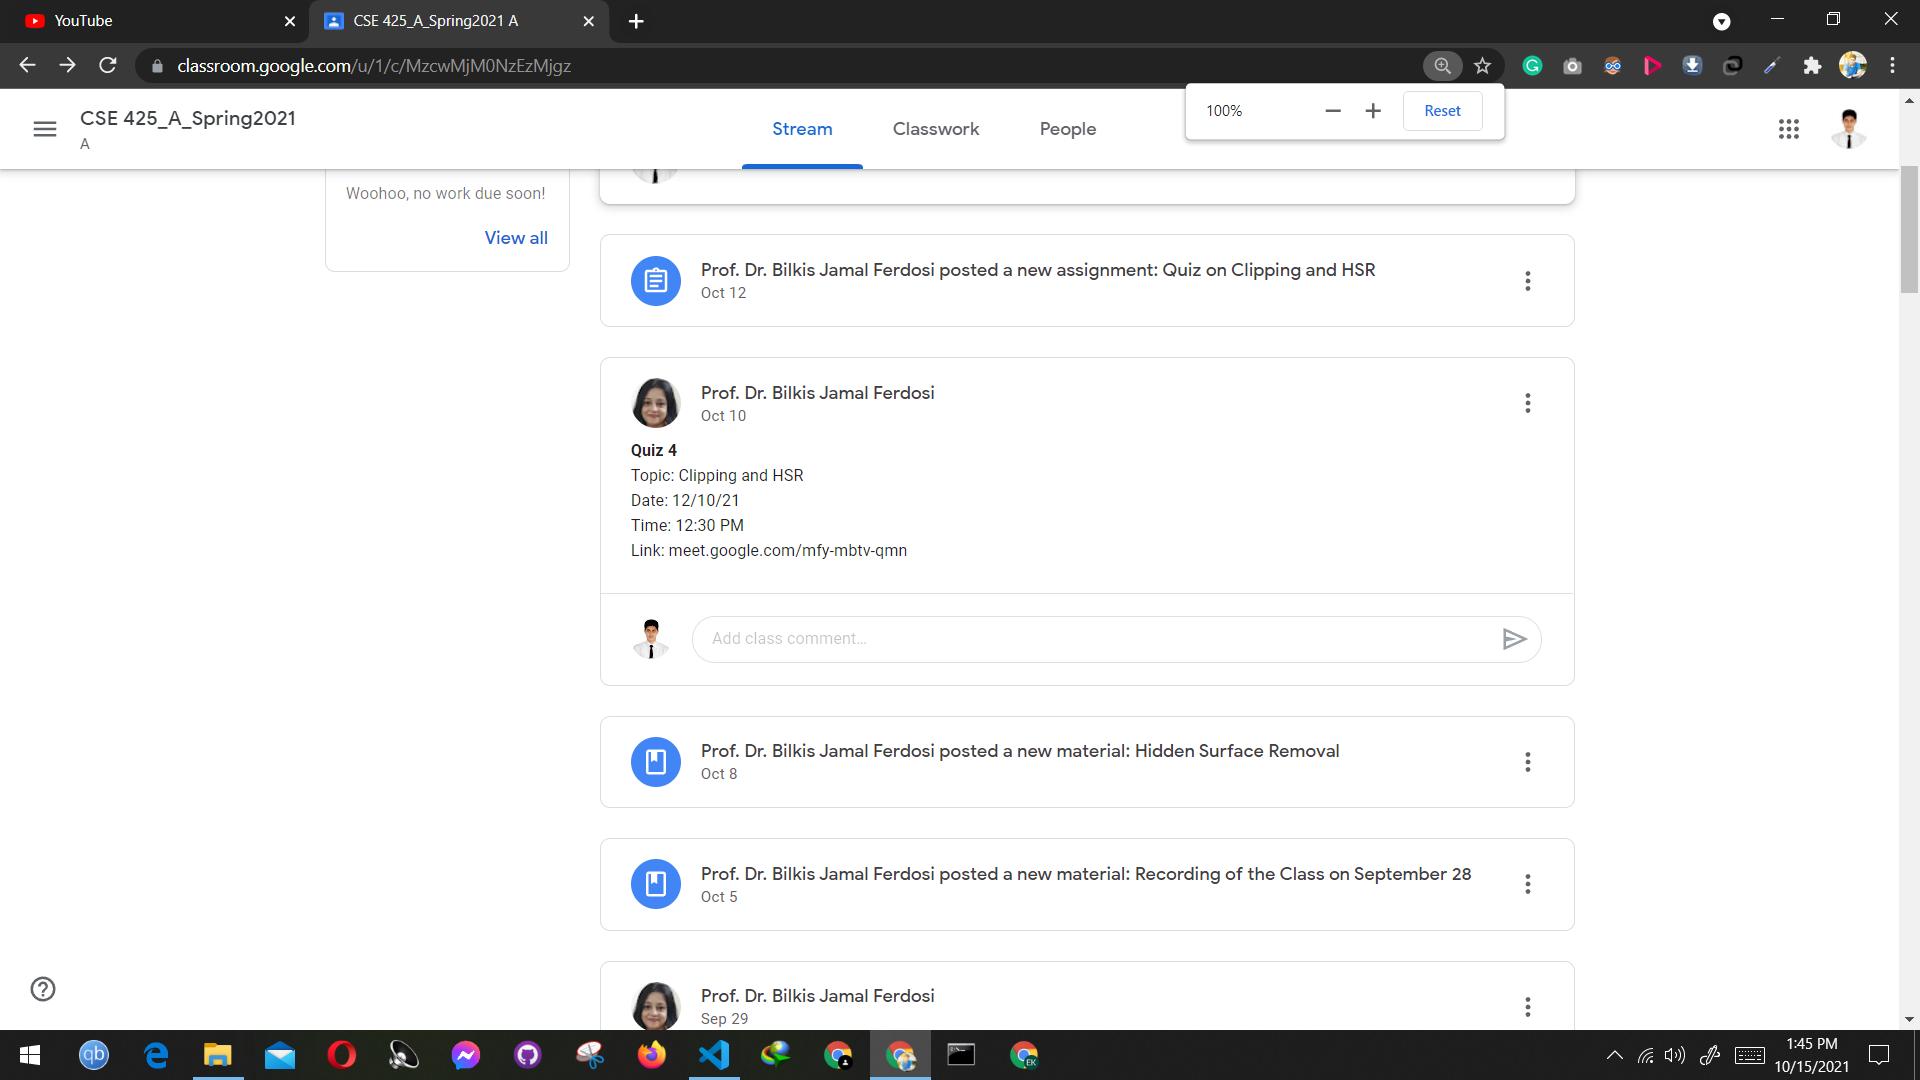 YouTube
CSE 425_A_Spring2021 A
classroom.google.com/u/1/c/MzcwMjM0NzEzMjgz
100%
Reset
CSE 425_A_Spring2021
A
Stream
Classwork
People
Woohoo, no work due soon!
View all
Prof. Dr. Bilkis Jamal Ferdosi posted a new assignment: Quiz on Clipping and HSR
Oct 12
Prof. Dr. Bilkis Jamal Ferdosi
Oct 10
Quiz 4
Topic: Clipping and HSR
Date: 12/10/21
Time: 12:30 PM
Link: meet.google.com/mfy-mbtv-qmn
Add class comment...
Prof. Dr. Bilkis Jamal Ferdosi posted a new material: Hidden Surface Removal
Oct 8
Prof. Dr. Bilkis Jamal Ferdosi posted a new material: Recording of the Class on September 28
Oct 5
Prof. Dr. Bilkis Jamal Ferdosi
Sep 29
qb
EK
1:45 PM
10/15/2021